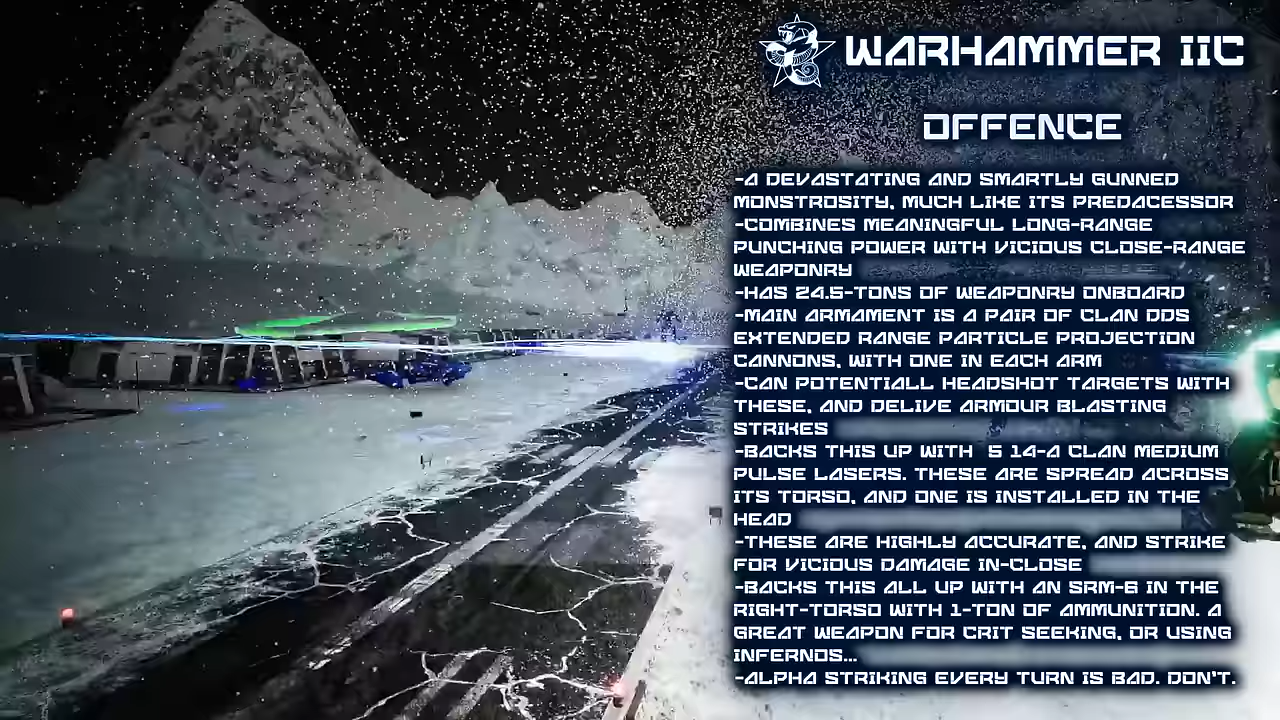 WARHAMMER IIC
OFFENCE
-A DEVASTATING AND SMARTLY GUNNED
MONSTROSITY, MUCH LIKE ITS PREDACESSOR
-COMBINES MEANINGFUL LONG-RANGE
PUNCHING POWER WITH VICIOUS CLOSE-RANGE
WEAPONRY
-HAS 24.5-TONS OF WEAPONRY ONBOARD
-MAIN ARMAMENT IS A PAIR OF CLAN DDS
EXTENDED RANGE PARTICLE PROJECTION
CANNONS, WITH ONE IN EACH ARM
-CAN POTENTIALL HEADSHOT TARGETS WITH
THESE, AND DELIVE ARMOUR BLASTING
STRIKES
-BACKS THIS UP WITH  5 14-A CLAN MEDIUM
PULSE LASERS. THESE ARE SPREAD ACROSS
ITS TORSO, AND ONE IS INSTALLED IN THE
HEAD
-THESE ARE HIGHLY ACCURATE, AND STRIKE
FOR VICIOUS DAMAGE IN-CLOSE
-BACKS THIS ALL UP WITH AN SRM-6 IN THE
RIGHT-TORSO WITH 1-TON OF AMMUNITION. A
GREAT WEAPON FOR CRIT SEEKING, OR USING
INFERNOS...
-ALPHA STRIKING EVERY TURN IS BAD. DON'T.